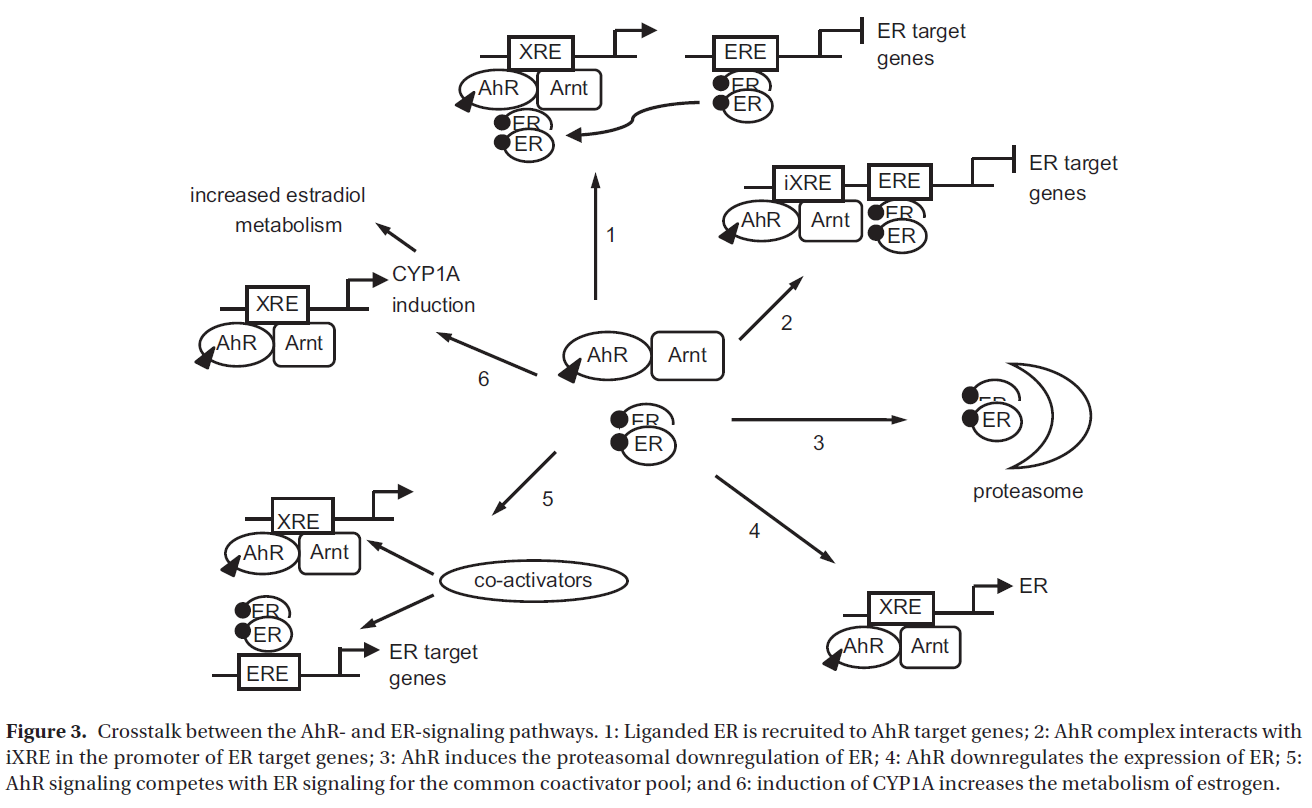 XRE
AhR
Arnt
ER
ER
ERE
ER
ER
ER target
genes
iXRE
ERE
AhR
Arnt
ER
ER
ER target
genes
1
2
increased estradiol
metabolism
CYP1A
induction
XRE
AhR
Arnt
6
AhR
Arnt
ER
ER
3
ER
ER
proteasome
4
XRE
AhR
Arnt
ER
5
co-activators
XRE
AhR
Arnt
ER
ER
ERE
ER target
genes
Figure 3. Crosstalk between the AhR- and ER-signaling pathways. 1: Liganded ER is recruited to AhR target genes; 2: AhR complex interacts with
iXRE in the promoter of ER target genes; 3: AhR induces the proteasomal downregulation of ER; 4: AhR downregulates the expression of ER; 5:
AhR signaling competes with ER signaling for the common coactivator pool; and 6: induction of CYP1A increases the metabolism of estrogen.